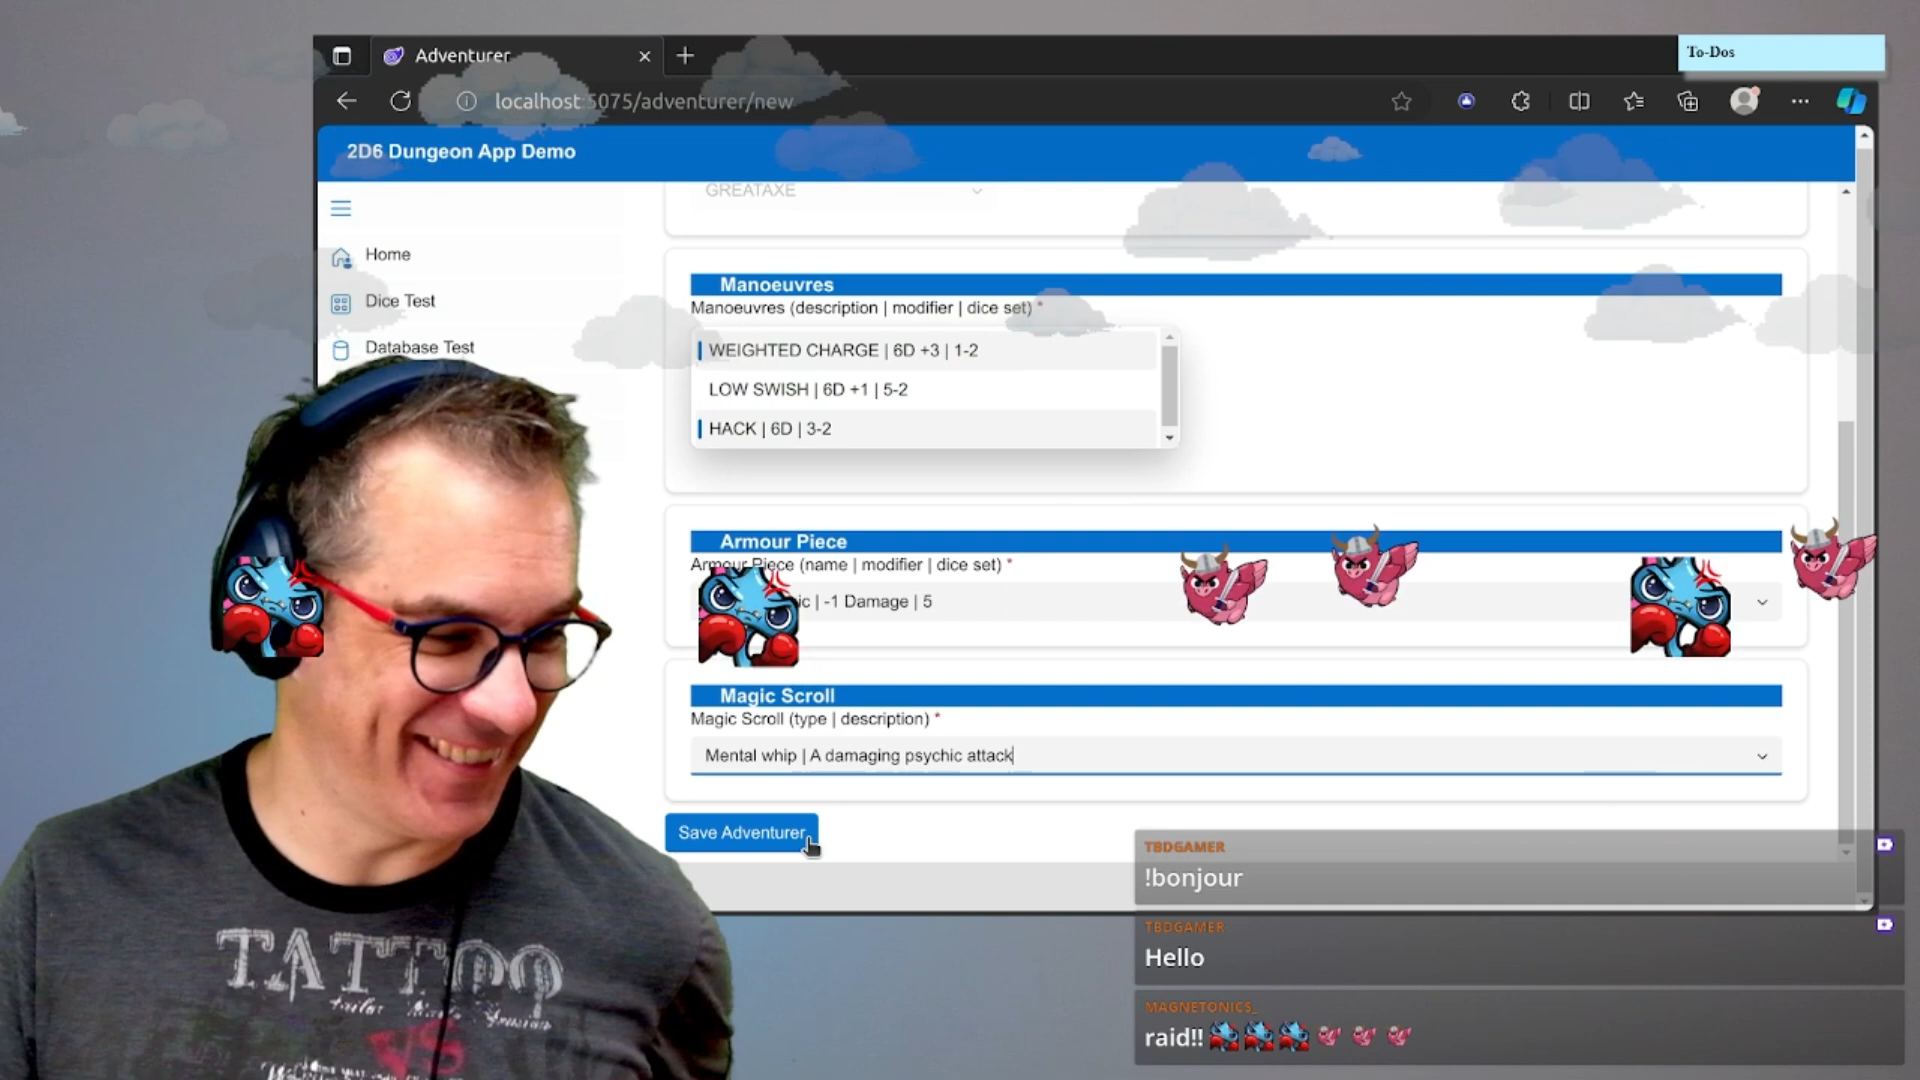 Adventurer
To-Dos
localhost:5075/adventurer/new
2D6 Dungeon App Demo
GREATAXE
Home
Dice Test
Database Test
Manoeuvres
Manoeuvres (description | modifier | dice set) *
WEIGHTED CHARGE | 6D +3 | 1-2
LOW SWISH | 6D +1 | 5-2
HACK | 6D | 3-2
Armour Piece
Armour Piece (name | modifier | dice set) *
| -1 Damage | 5
Magic Scroll
Magic Scroll (type | description) *
Mental whip | A damaging psychic attack
Save Adventurer
TBDGAMER
!bonjour
TBDGAMER
Hello
MAGNETONICS_
raid!!
TATTOO
VS